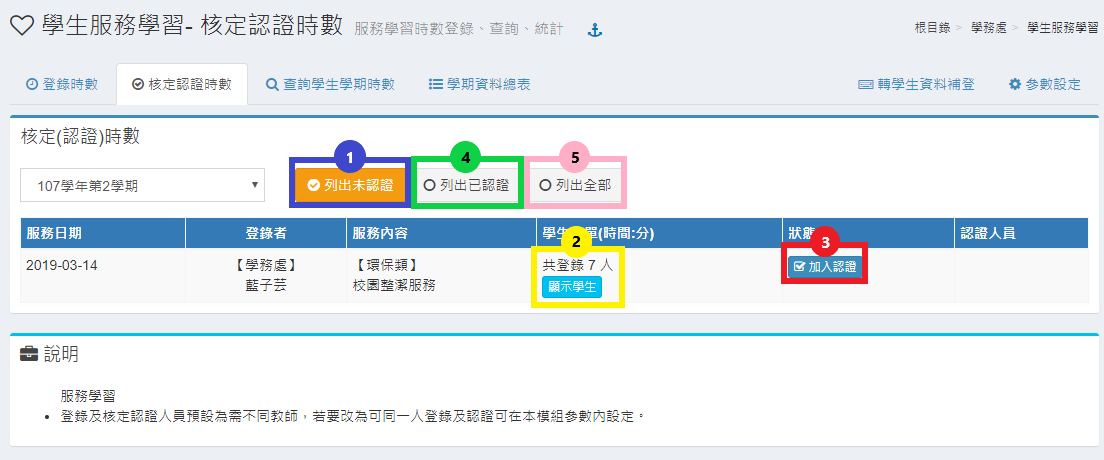 學生服務學習- 核定認證時數 服務學習時數登錄、查詢、統計
根目錄 > 學務處 > 學生服務學習
登錄時數 核定認證時數 查詢學生學期時數 學期資料總表 轉學生資料補登 參數設定
核定(認證)時數
1 4 5
107學年第2學期 列出未認證 列出已認證 列出全部
服務日期 登錄者 服務內容 學生 單(時間:分) 狀態 認證人員
2 3
2019-03-14 【學務處】 【環保類】 共登錄 7 人 加入認證
藍子芸 校園整潔服務 顯示學生
說明
服務學習
• 登錄及核定認證人員預設為需不同教師，若要改為可同一人登錄及認證可在本模組參數內設定。